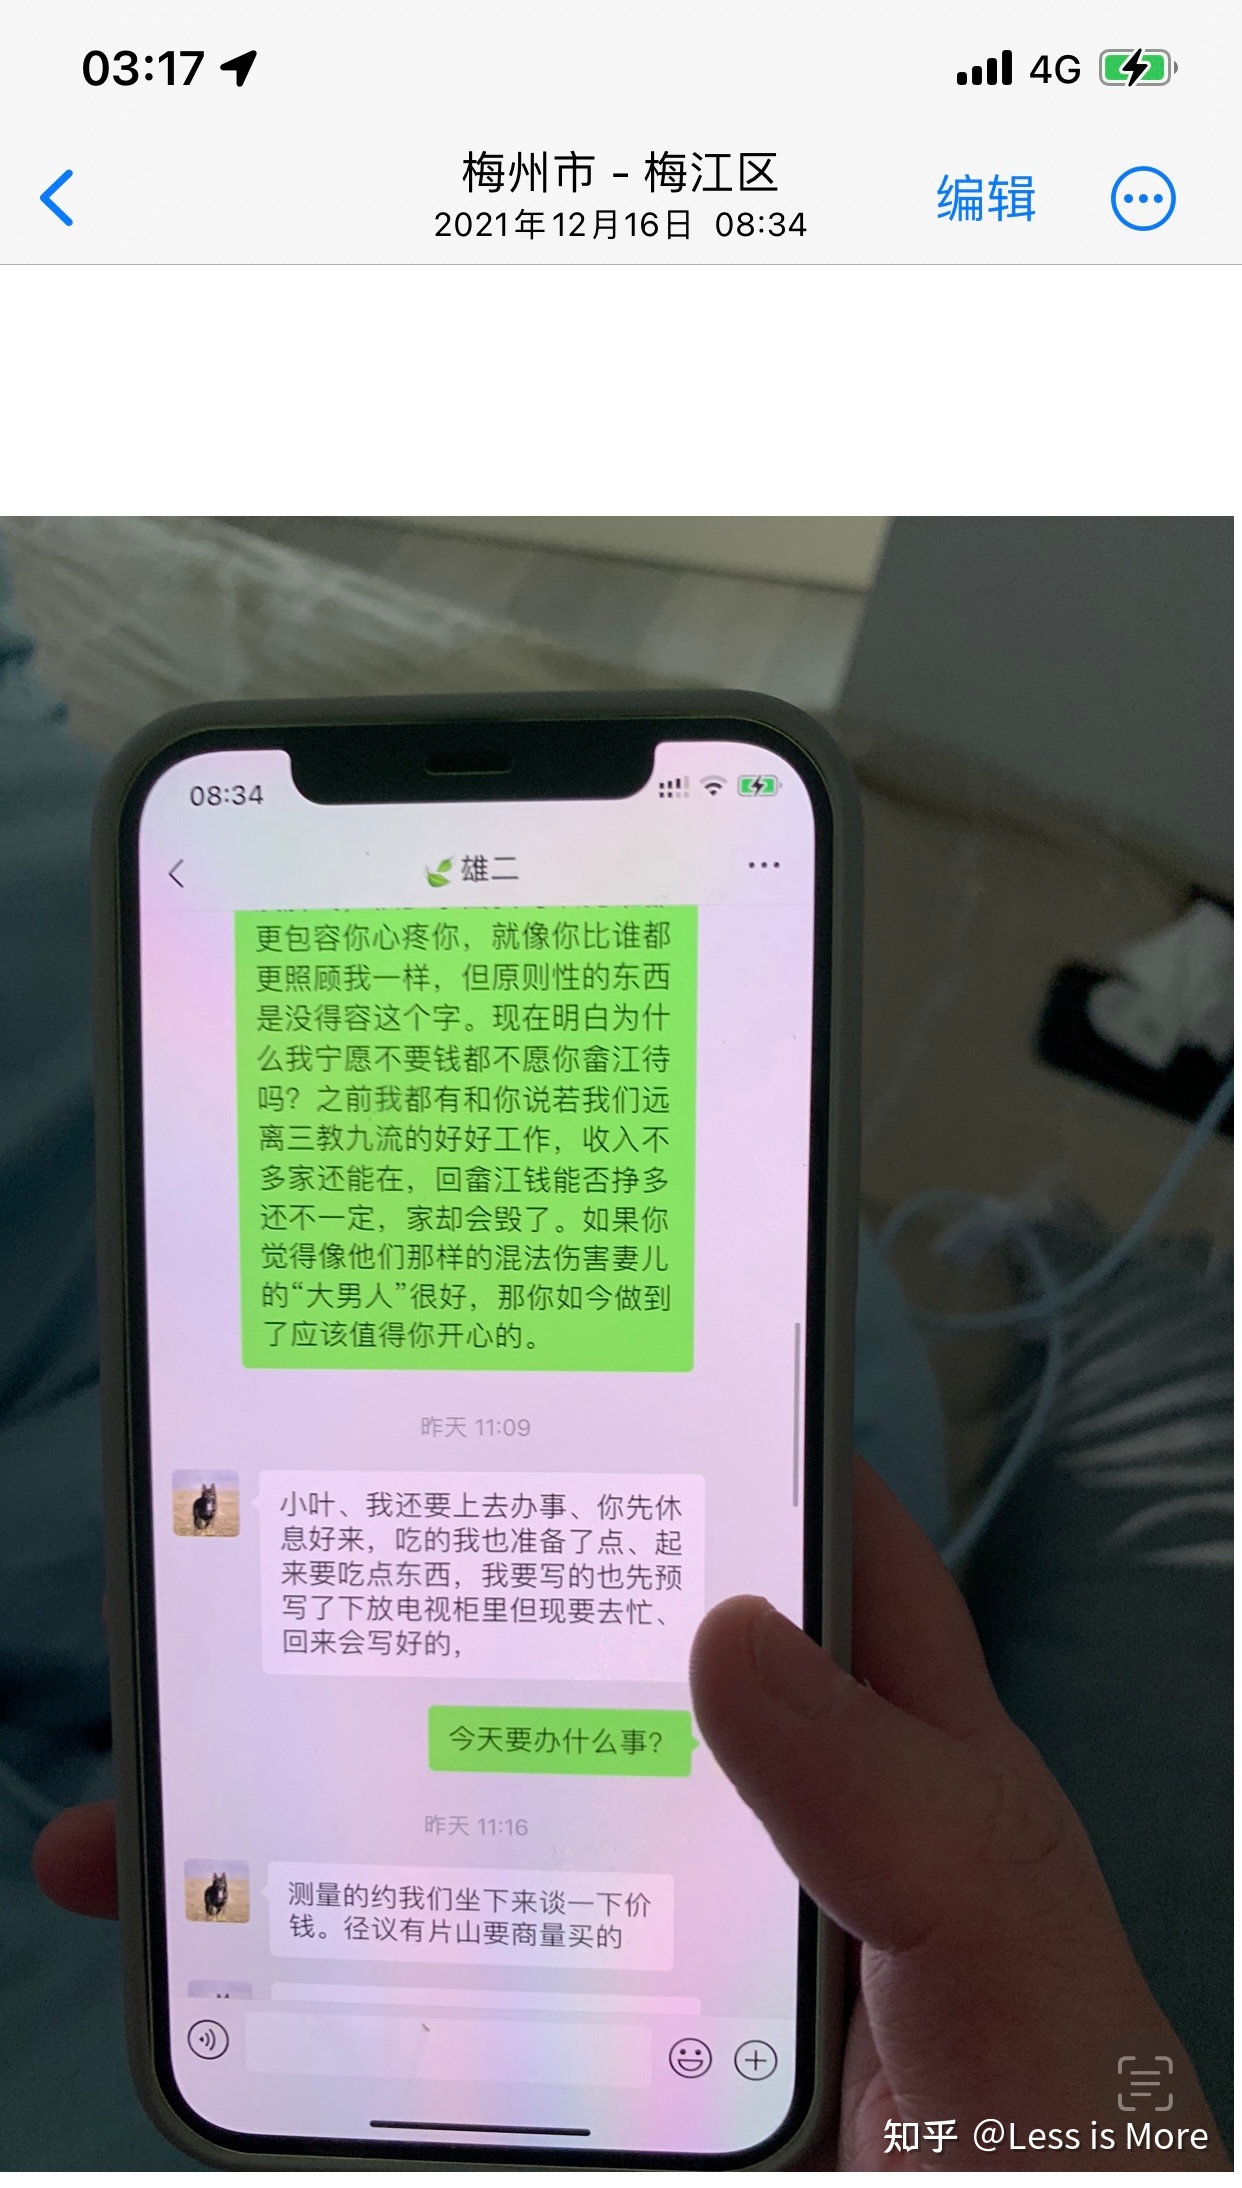 03:17
4G
梅州市 - 梅江区
2021年12月16日 08:34
编辑
08:34
雄二
更包容你心疼你，就像你比谁都
更照顾我一样，但原则性的东西
是没得容这个字。现在明白为什
么我宁愿不要钱都不愿你畲江待
吗？之前我都有和你说若我们远
离三教九流的好好工作，收入不
多家还能在，回畲江钱能否挣多
还不一定，家却会毁了。如果你
觉得像他们那样的混法伤害妻儿
的“大男人”很好，那你如今做到
了应该值得你开心的。
昨天 11:09
小叶、我还要上去办事、你先休
息好来，吃的我也准备了点、起
来要吃点东西，我要写的也先预
写了下放电视柜里但现要去忙、
回来会写好的，
今天要办什么事？
昨天 11:16
测量的约我们坐下来谈一下价
钱。径议有片山要商量买的
知乎 @Less is More